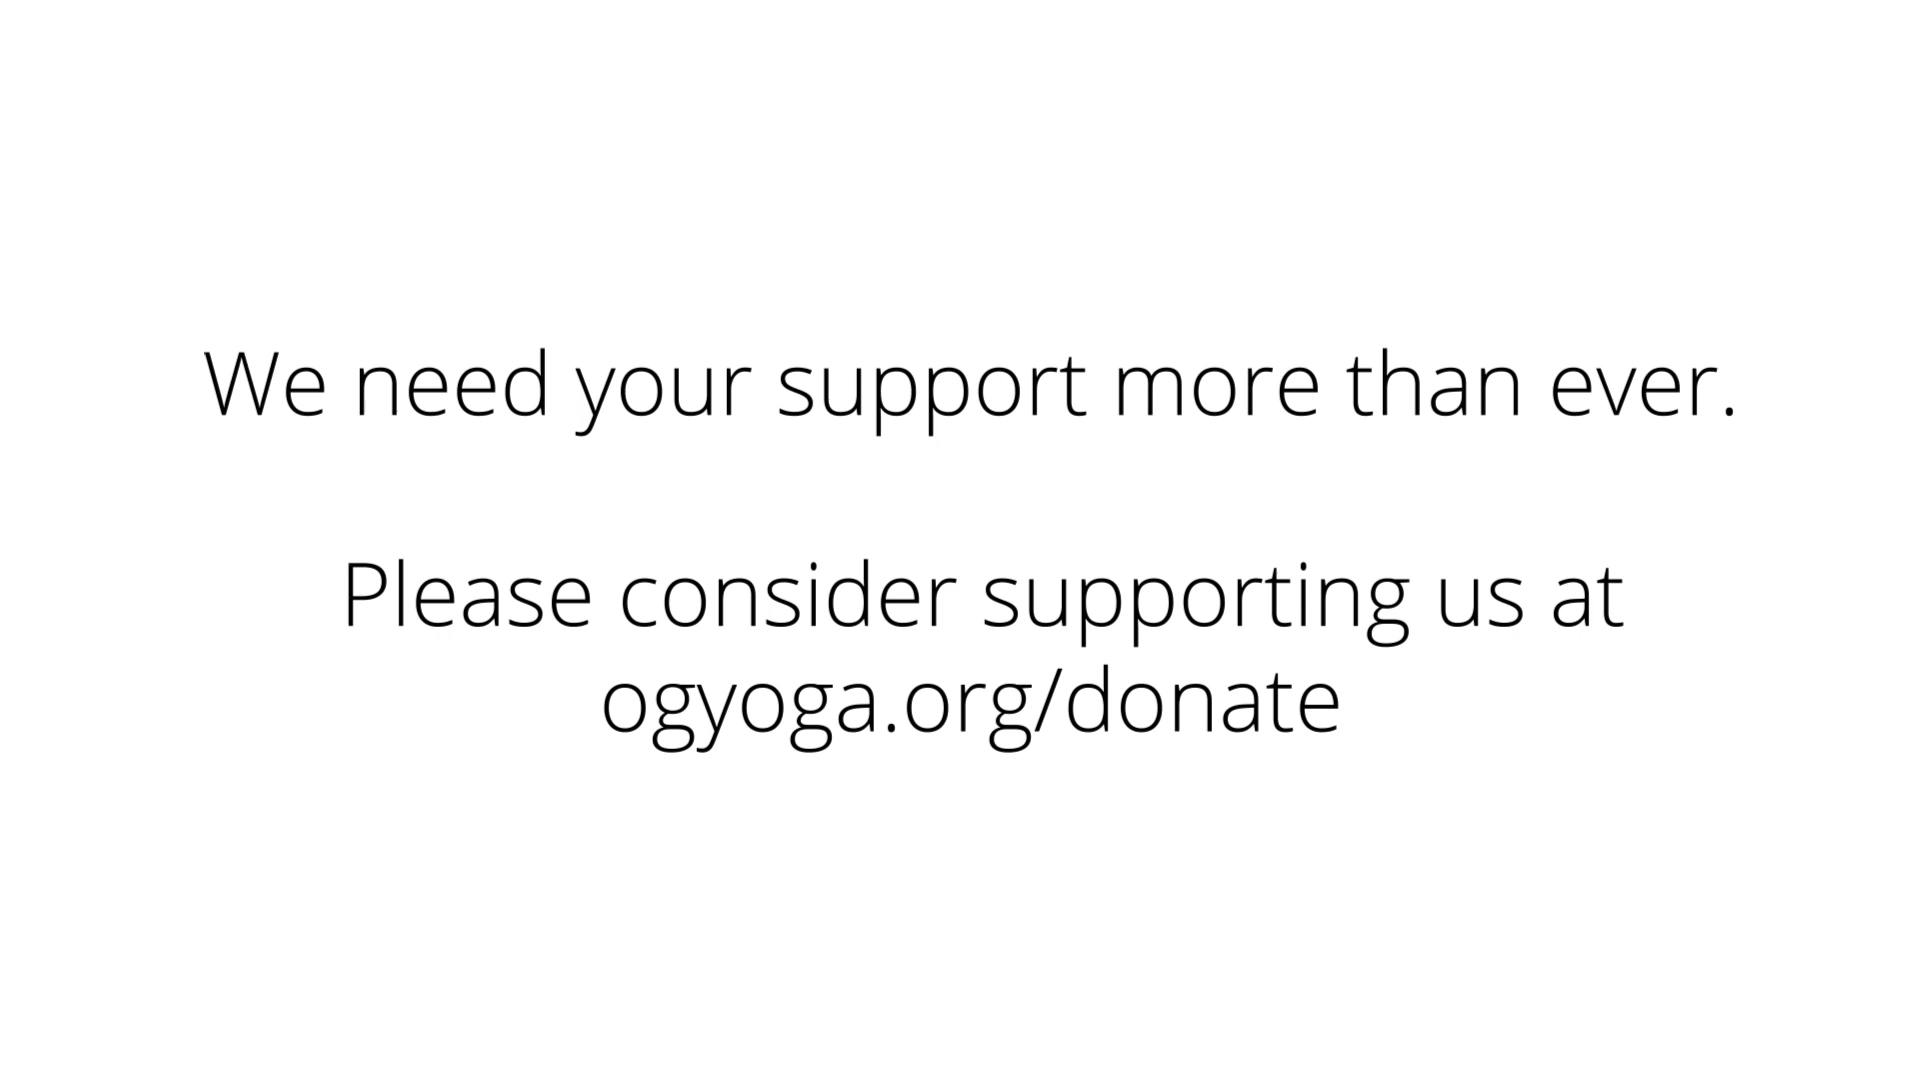 We need your support more than ever.
Please consider supporting us at
ogyoga.org/donate